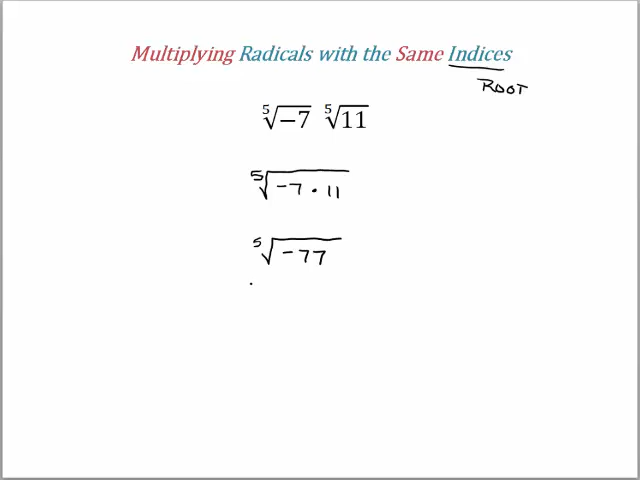 Multiplying Radicals with the Same Indices
ROOT
⁵√−7 ⁵√11
⁵√-7 · 11
⁵√-77